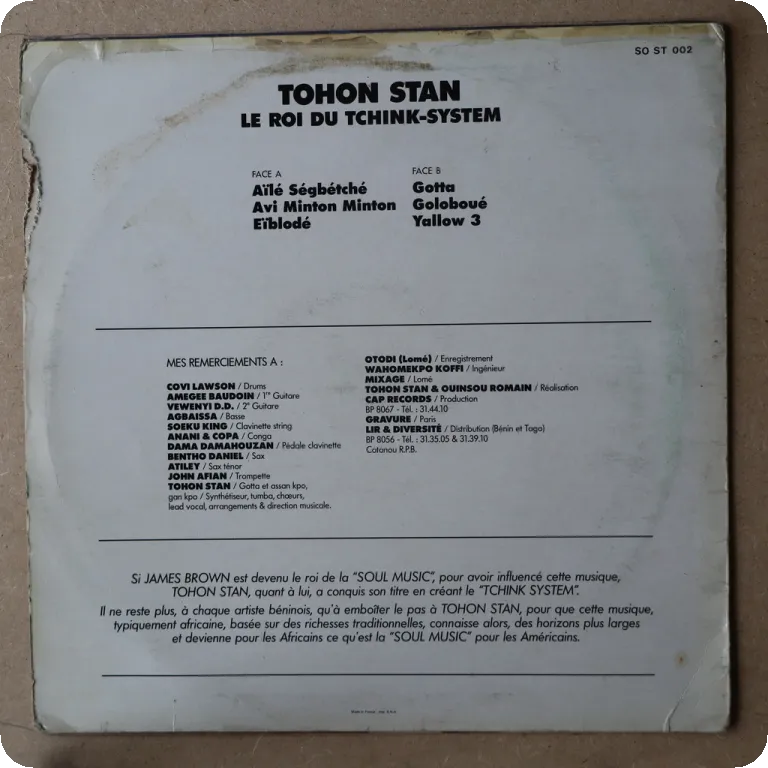 SO ST 002
TOHON STAN
LE ROI DU TCHINK-SYSTEM
FACE A
Aïlé Ségbétché
Avi Minton Minton
Eïblodé
FACE B
Gotta
Goloboué
Yallow 3
MES REMERCIEMENTS A :
COVI LAWSON / Drums
AMEGEE BAUDOIN / 1re Guitare
VEWENYI D.D. / 2e Guitare
AGBAISSA / Basse
SOEKU KING / Clavinette string
ANANI & COPA / Conga
DAMA DAMAHOUZAN / Pédale clavinette
BENTHO DANIEL / Sax
ATILEY / Sax ténor
JOHN AFIAN / Trompette
TOHON STAN / Gotta et assan kpo,
gan kpo / Synthétiseur, tumba, chœurs,
lead vocal, arrangements & direction musicale.
OTODI (Lomé) / Enregistrement
WAHOMEKPO KOFFI / Ingénieur
MIXAGE / Lomé
TOHON STAN & OUINSOU ROMAIN / Réalisation
CAP RECORDS / Production
BP 8067 - Tél. : 31.44.10
GRAVURE / Paris
LIR & DIVERSITÉ / Distribution (Bénin et Togo)
BP 8056 - Tél. : 31.35.05 & 31.39.10
Cotonou R.P.B.
Si JAMES BROWN est devenu le roi de la "SOUL MUSIC", pour avoir influencé cette musique,
TOHON STAN, quant à lui, a conquis son titre en créant le "TCHINK SYSTEM".
Il ne reste plus, à chaque artiste béninois, qu'à emboîter le pas à TOHON STAN, pour que cette musique,
typiquement africaine, basée sur des richesses traditionnelles, connaisse alors, des horizons plus larges
et devienne pour les Africains ce qu'est la "SOUL MUSIC" pour les Américains.